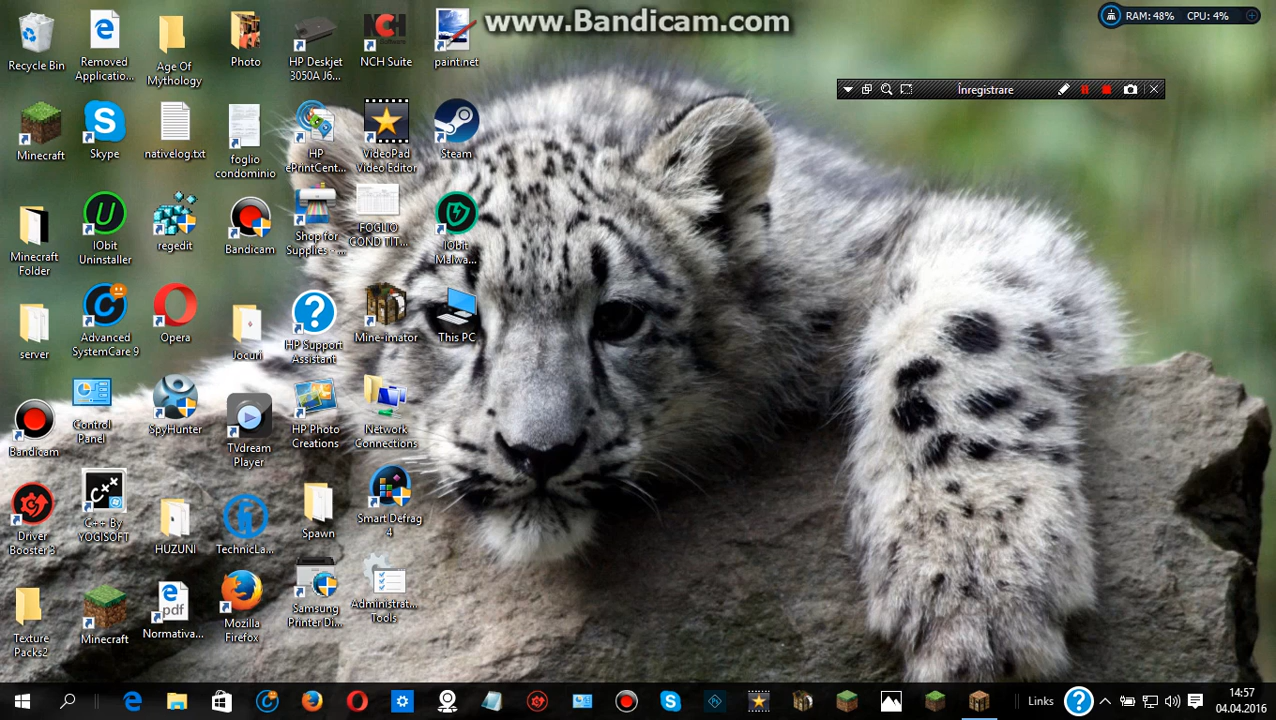 www.Bandicam.com
RAM: 48% CPU: 4%
Înregistrare
Recycle Bin
Removed
Applicatio...
Age Of
Mythology
Photo
HP Deskjet
3050A J6...
NCH Suite
paint.net
Minecraft
Skype
nativelog.txt
foglio
condominio
HP
ePrintCent...
VideoPad
Video Editor
Steam
Minecraft
Folder
IObit
Uninstaller
regedit
Bandicam
Shop for
Supplies - ...
FOGLIO
COND TIT...
IObit
Malwa...
server
Advanced
SystemCare 9
Opera
Jocuri
HP Support
Assistant
Mine-imator
This PC
Bandicam
Control
Panel
SpyHunter
TVdream
Player
HP Photo
Creations
Network
Connections
Driver
Booster 3
C++
C++ By
YOGISOFT
HUZUNI
TechnicLa...
Spawn
Smart Defrag
4
Texture
Packs2
Minecraft
pdf
Normativa...
Mozilla
Firefox
Samsung
Printer Di...
Administrat...
Tools
Links
14:57
04.04.2016